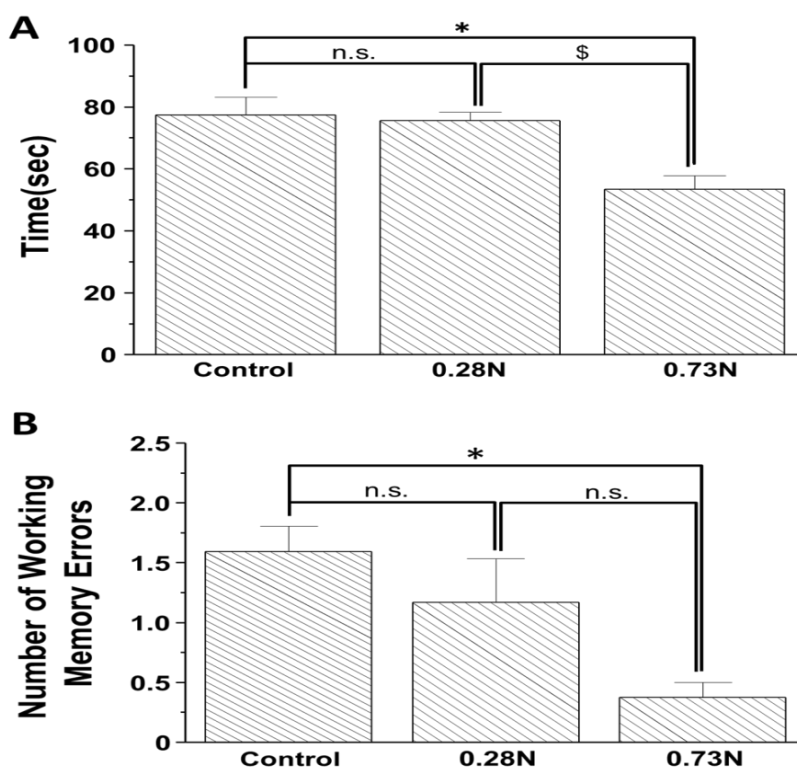 A
*
n.s.
$
100
80
60
40
20
0
Time(sec)
Control 0.28N 0.73N
B
*
n.s.
n.s.
2.5
2.0
1.5
1.0
0.5
0
Number of Working
Memory Errors
Control 0.28N 0.73N